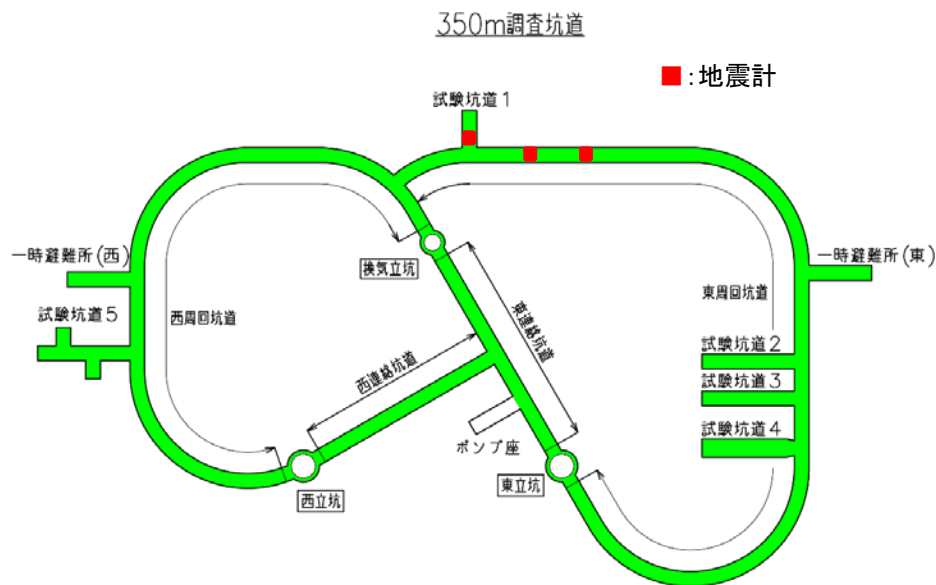 350m調査坑道
■:地震計
試験坑道1
一時避難所(西)
換気立坑
一時避難所(東)
試験坑道5
西周回坑道
東連絡坑道
東周回坑道
試験坑道2
西連絡坑道
試験坑道3
試験坑道4
ポンプ座
西立坑
東立坑